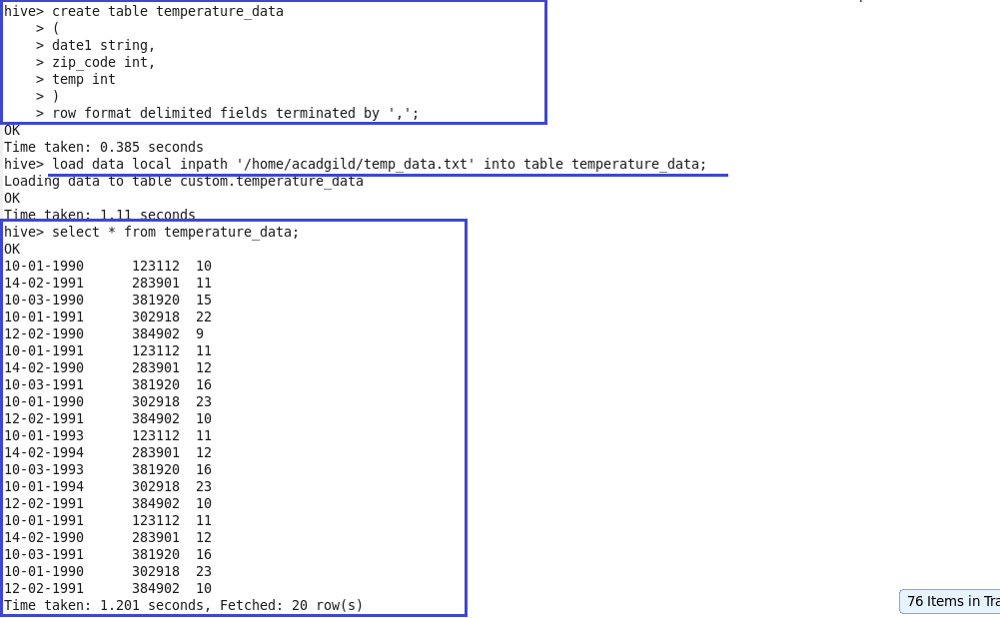 hive> create table temperature_data
    > (
    > date1 string,
    > zip_code int,
    > temp int
    > )
    > row format delimited fields terminated by ',';
OK
Time taken: 0.385 seconds
hive> load data local inpath '/home/acadgild/temp_data.txt' into table temperature_data;
Loading data to table custom.temperature_data
OK
Time taken: 1.11 seconds
hive> select * from temperature_data;
OK
10-01-1990      123112  10
14-02-1991      283901  11
10-03-1990      381920  15
10-01-1991      302918  22
12-02-1990      384902  9
10-01-1991      123112  11
14-02-1990      283901  12
10-03-1991      381920  16
10-01-1990      302918  23
12-02-1991      384902  10
10-01-1993      123112  11
14-02-1994      283901  12
10-03-1993      381920  16
10-01-1994      302918  23
12-02-1991      384902  10
10-01-1991      123112  11
14-02-1990      283901  12
10-03-1991      381920  16
10-01-1990      302918  23
12-02-1991      384902  10
Time taken: 1.201 seconds, Fetched: 20 row(s)
76 Items in Tra